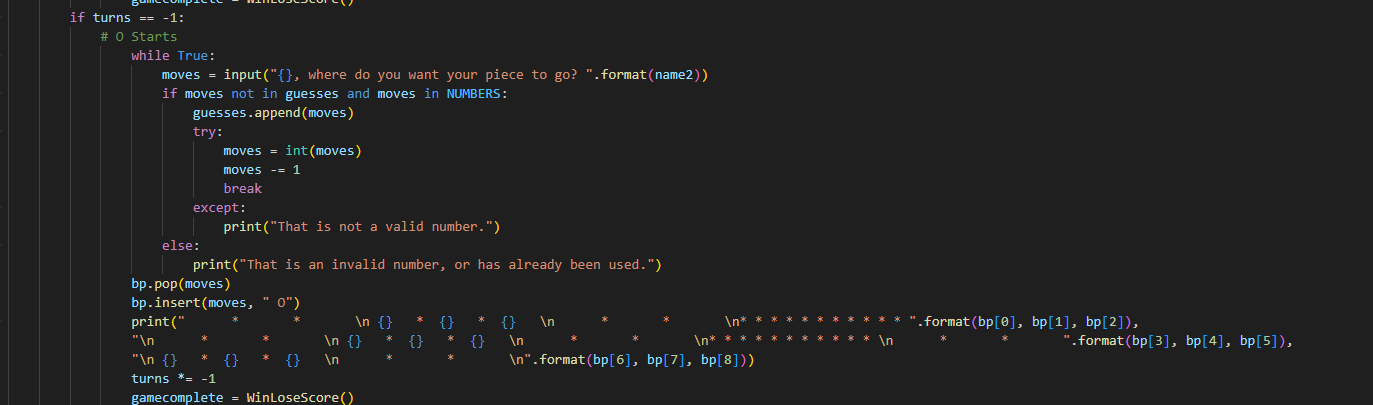 gamecomplete = WinLoseScore()
if turns == -1:
# O Starts
while True:
moves = input("{}, where do you want your piece to go? ".format(name2))
if moves not in guesses and moves in NUMBERS:
guesses.append(moves)
try:
moves = int(moves)
moves -= 1
break
except:
print("That is not a valid number.")
else:
print("That is an invalid number, or has already been used.")
bp.pop(moves)
bp.insert(moves, " O")
print("      *       *       \n {}   *  {}   *  {}   \n      *       *       \n* * * * * * * * * * * ".format(bp[0], bp[1], bp[2]),
"\n      *       *       \n {}   *  {}   *  {}   \n      *       *       \n* * * * * * * * * * * \n      *       *       ".format(bp[3], bp[4], bp[5]),
"\n {}   *  {}   *  {}   \n      *       *       \n".format(bp[6], bp[7], bp[8]))
turns *= -1
gamecomplete = WinLoseScore()